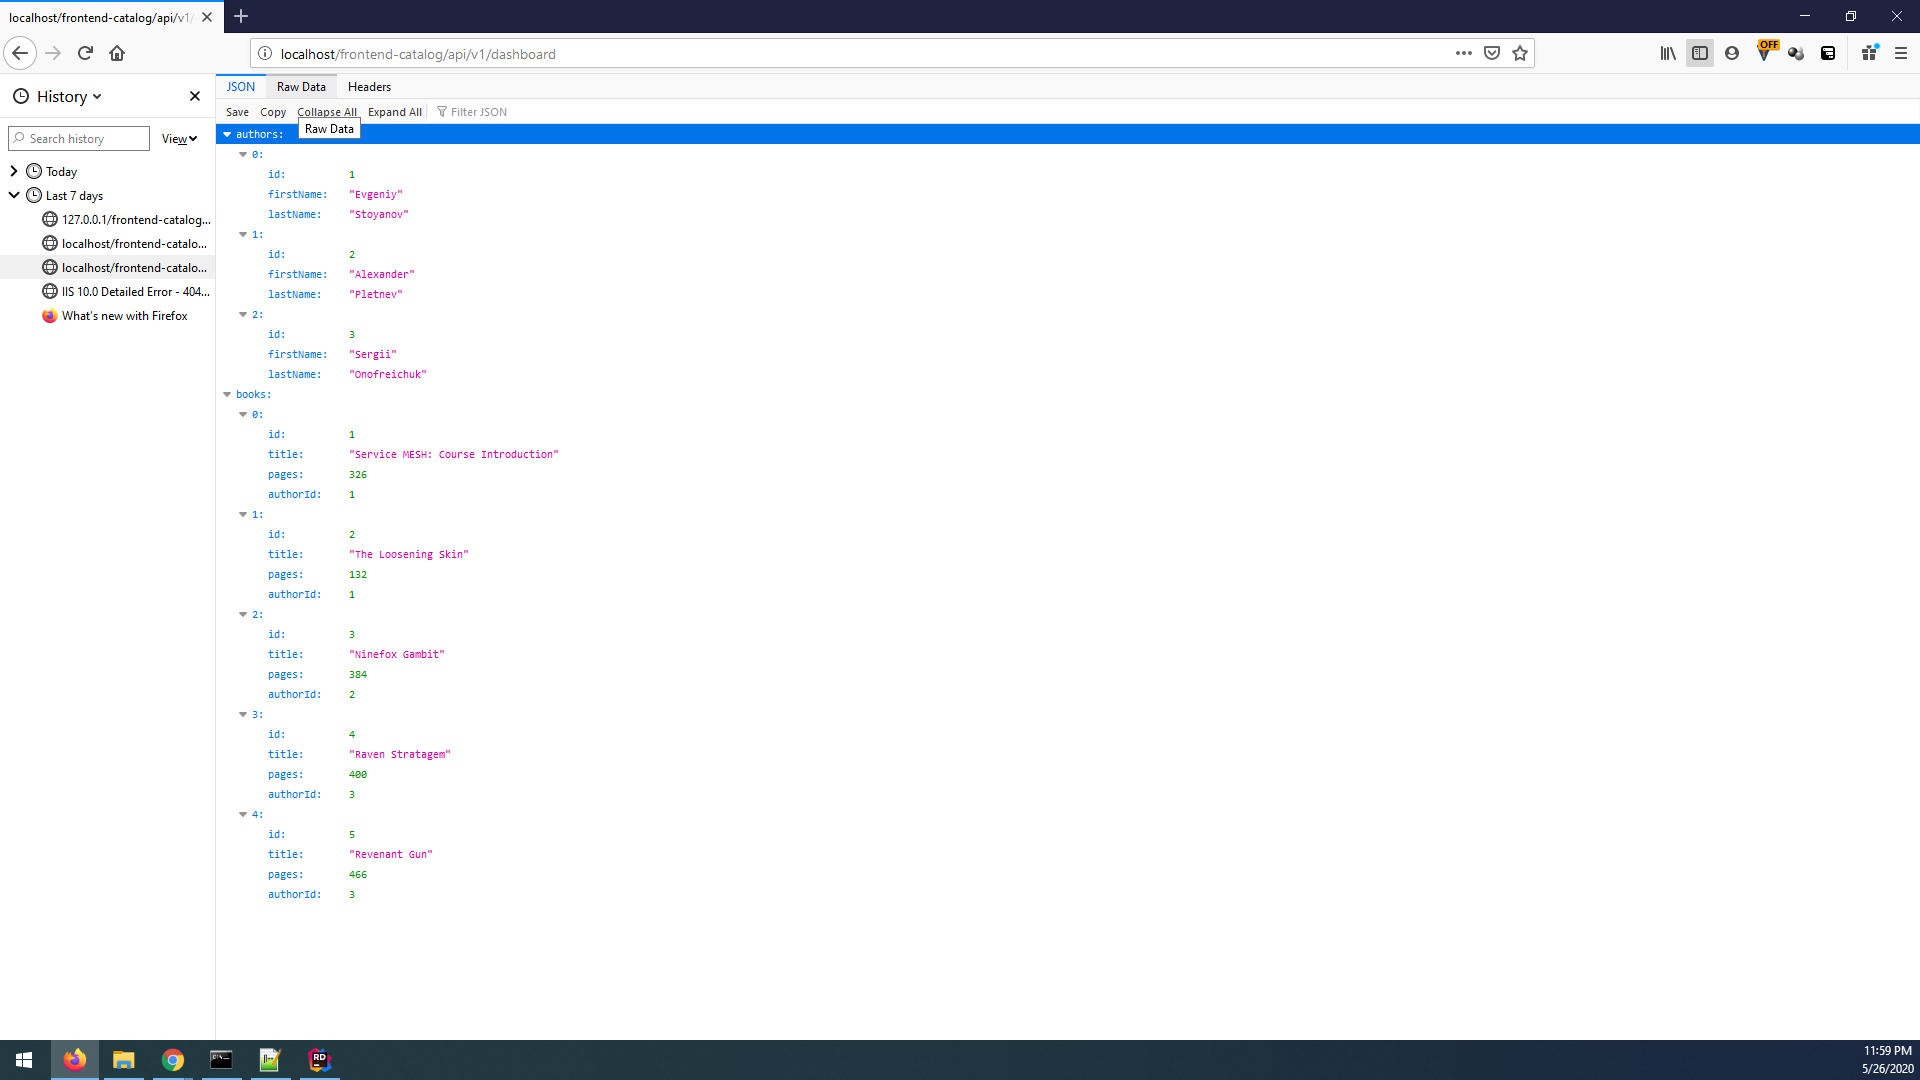 localhost/frontend-catalog/api/v1/
localhost/frontend-catalog/api/v1/dashboard
OFF
History
Search history
View
Today
Last 7 days
127.0.0.1/frontend-catalog...
localhost/frontend-catalo...
localhost/frontend-catalo...
IIS 10.0 Detailed Error - 404...
What's new with Firefox
JSON Raw Data Headers
Save Copy Collapse All Expand All Filter JSON
Raw Data
authors:
0:
id: 1
firstName: "Evgeniy"
lastName: "Stoyanov"
1:
id: 2
firstName: "Alexander"
lastName: "Pletnev"
2:
id: 3
firstName: "Sergii"
lastName: "Onofreichuk"
books:
0:
id: 1
title: "Service MESH: Course Introduction"
pages: 326
authorId: 1
1:
id: 2
title: "The Loosening Skin"
pages: 132
authorId: 1
2:
id: 3
title: "Ninefox Gambit"
pages: 384
authorId: 2
3:
id: 4
title: "Raven Stratagem"
pages: 400
authorId: 3
4:
id: 5
title: "Revenant Gun"
pages: 466
authorId: 3
RD
11:59 PM
5/26/2020